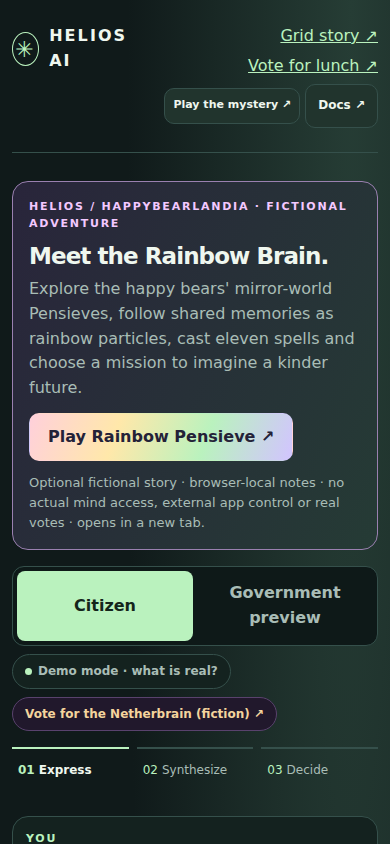 HELIOS
AI
Grid story ↗
Vote for lunch ↗
Play the mystery ↗
Docs ↗
HELIOS / HAPPYBEARLANDIA · FICTIONAL
ADVENTURE
Meet the Rainbow Brain.
Explore the happy bears' mirror-world
Pensieves, follow shared memories as
rainbow particles, cast eleven spells and
choose a mission to imagine a kinder
future.
Play Rainbow Pensieve ↗
Optional fictional story · browser-local notes · no
actual mind access, external app control or real
votes · opens in a new tab.
Citizen
Government
preview
Demo mode · what is real?
Vote for the Netherbrain (fiction) ↗
01 Express
02 Synthesize
03 Decide
YOU